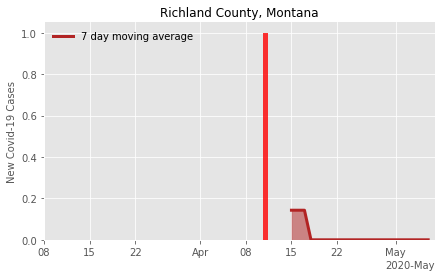 Richland County, Montana
7 day moving average
New Covid-19 Cases
1.0
0.8
0.6
0.4
0.2
0.0
08 15 22 Apr 08 15 22 May
2020-May